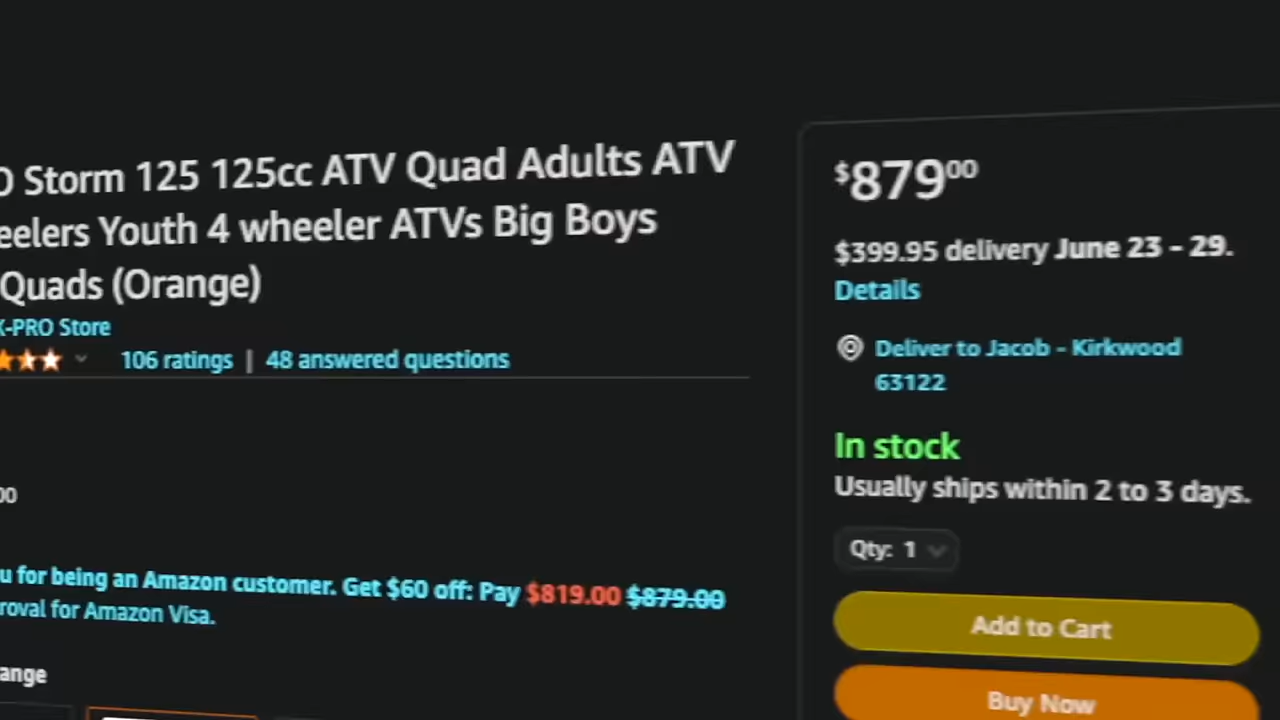 Storm 125 125cc ATV Quad Adults ATV
eelers Youth 4 wheeler ATVs Big Boys
Quads (Orange)
K-PRO Store
106 ratings | 48 answered questions
00
u for being an Amazon customer. Get $60 off: Pay $819.00 $879.00
roval for Amazon Visa.
ange
$879.00
$399.95 delivery June 23 - 29.
Details
Deliver to Jacob - Kirkwood
63122
In stock
Usually ships within 2 to 3 days.
Qty: 1
Add to Cart
Buy Now